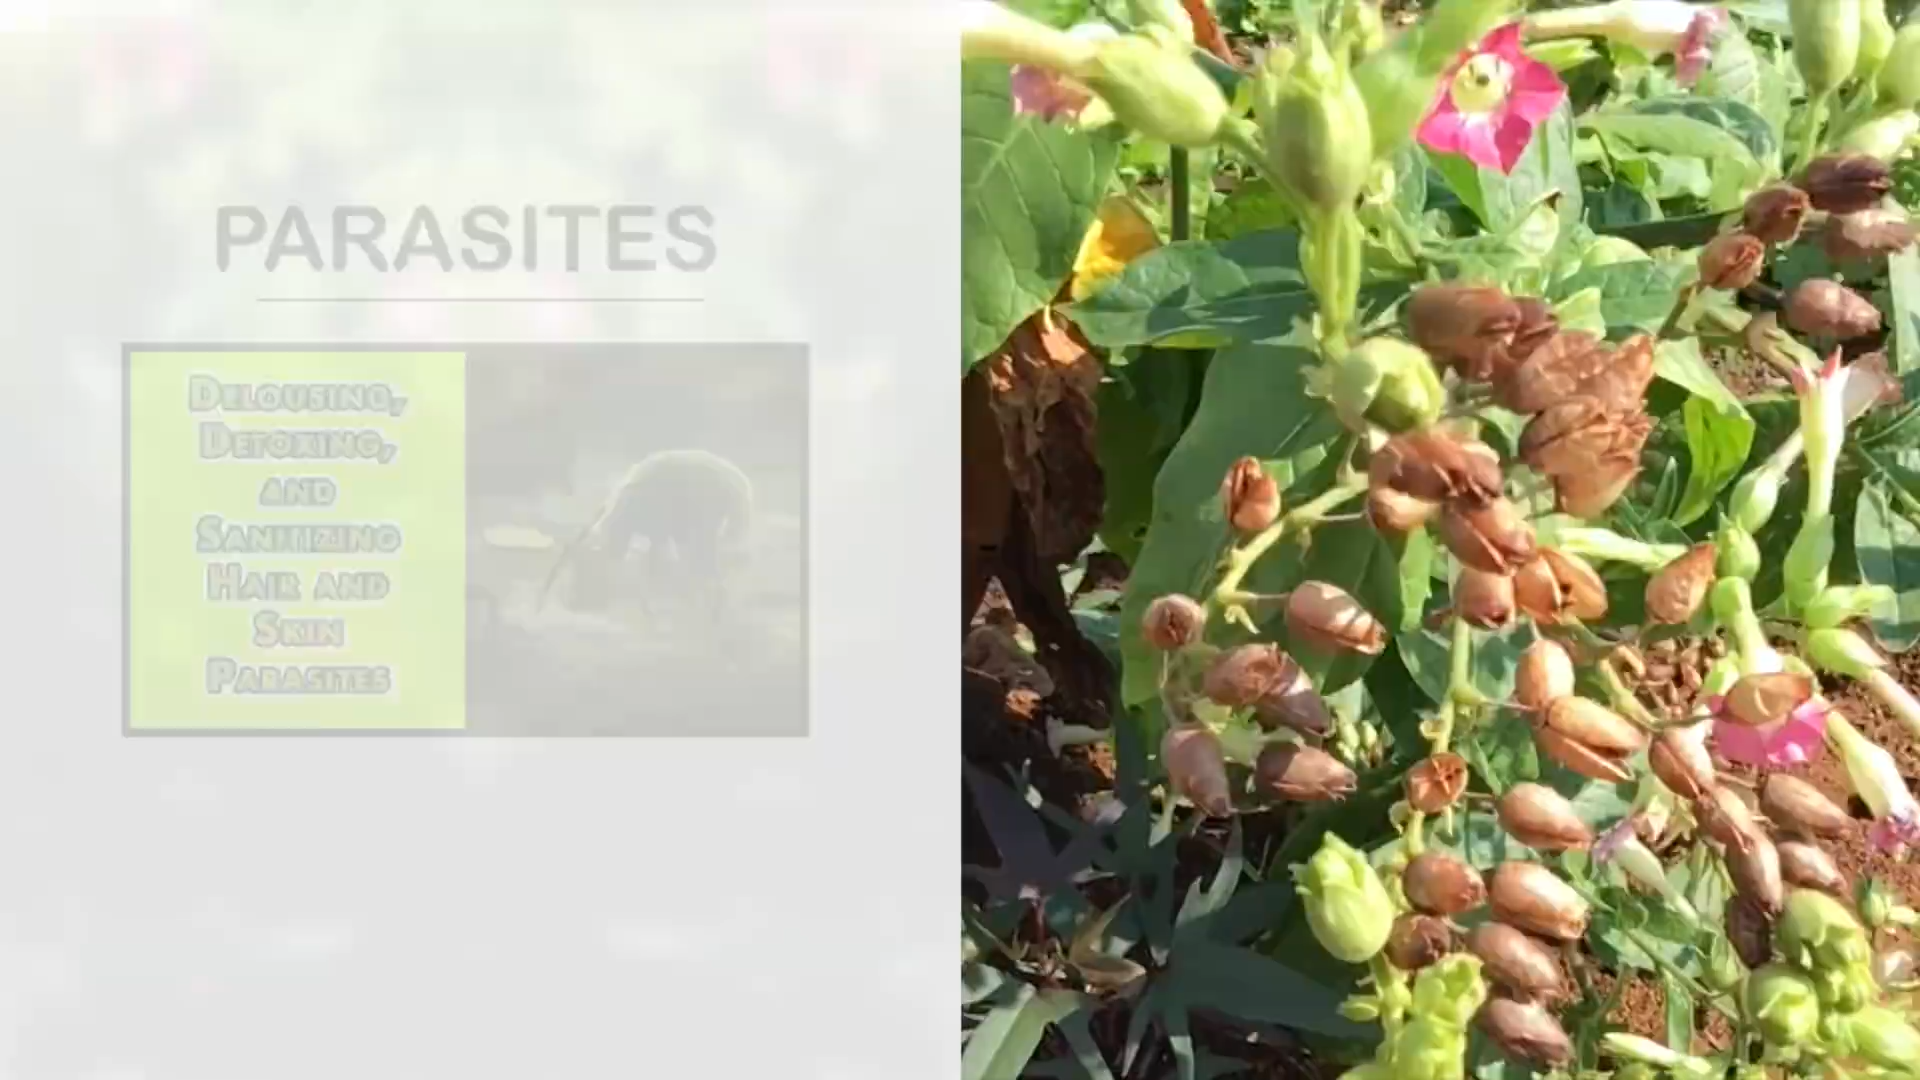 PARASITES
DELOUSING,
DETOXING,
AND
SANITIZING
HAIR AND
SKIN
PARASITES